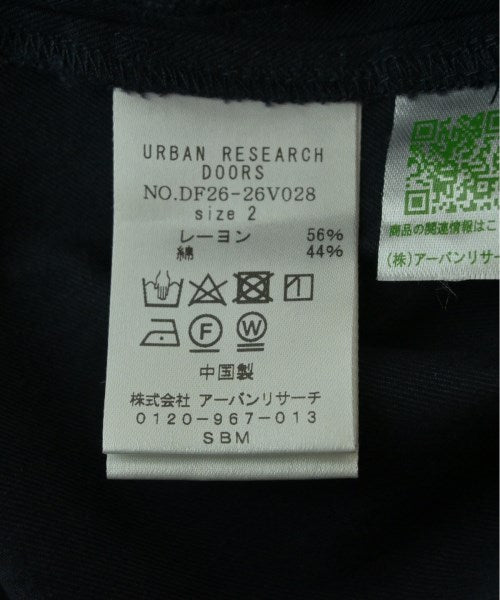 URBAN RESEARCH
DOORS
NO.DF26-26V028
size 2
レーヨン 56%
綿 44%
F W
中国製
株式会社 アーバンリサーチ
0120-967-013
SBM
商品の関連情報はこ
(株)アーバンリサー